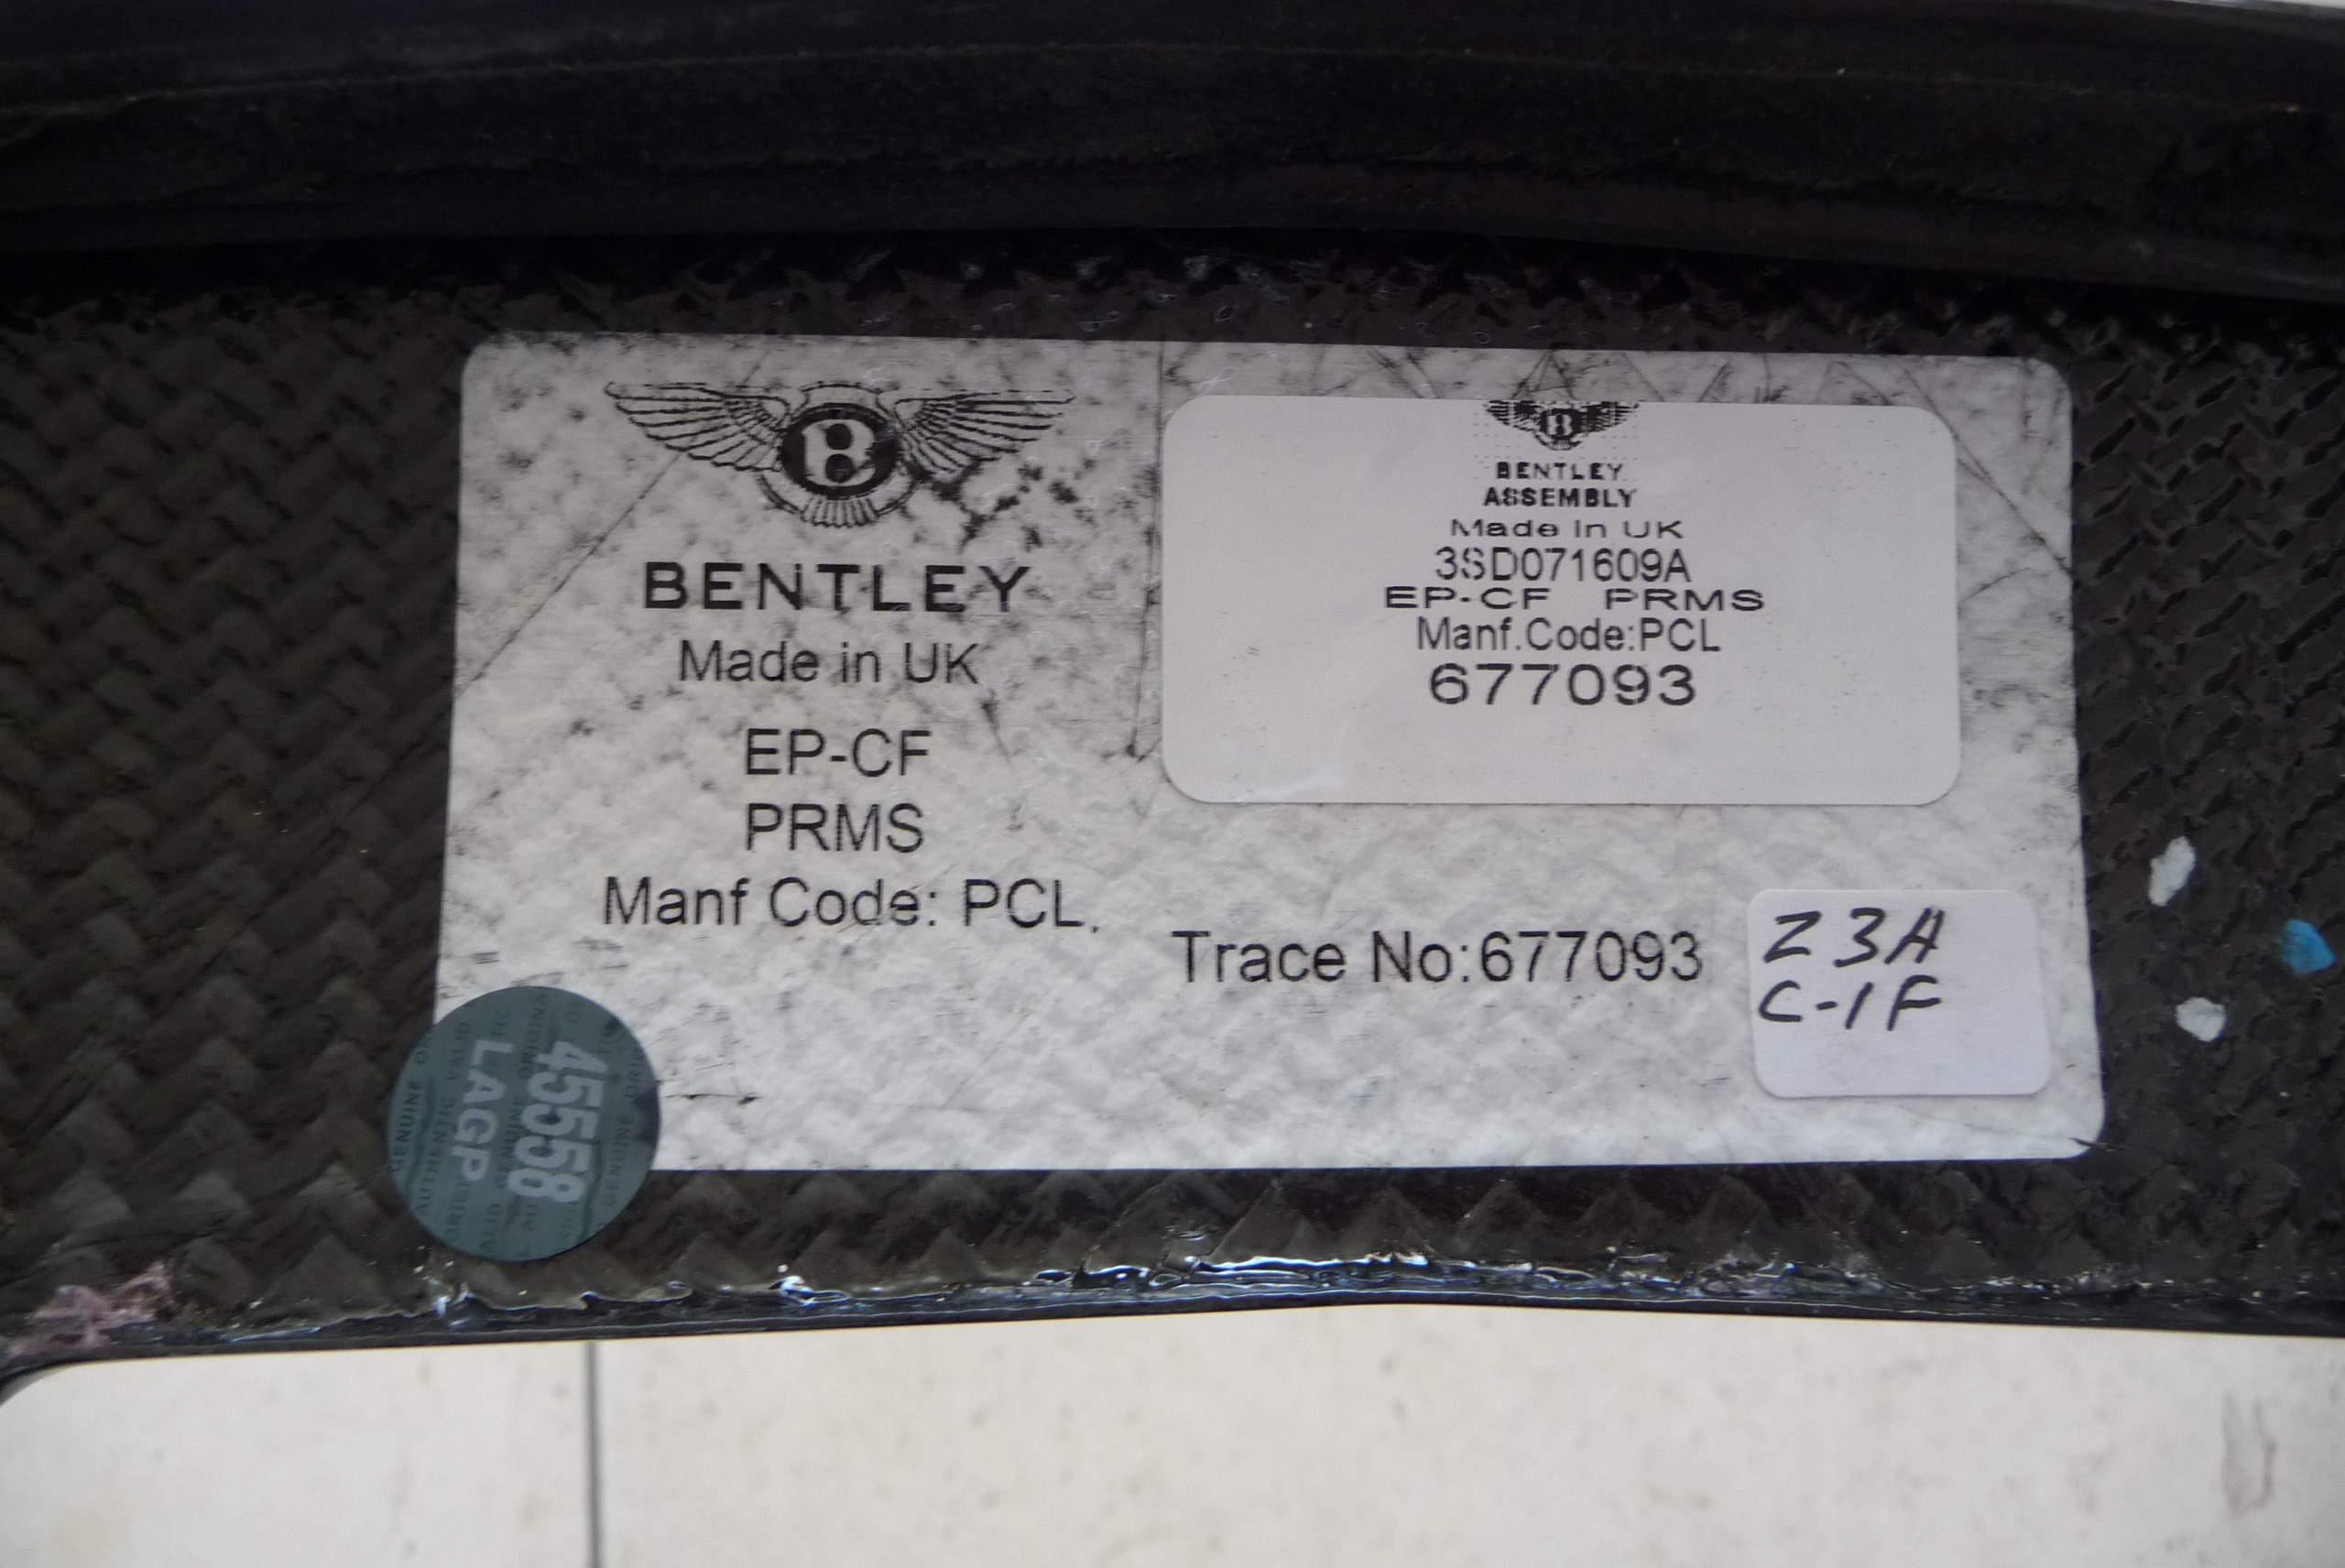 B
BENTLEY
Made in UK
EP-CF
PRMS
Manf Code: PCL.
B
BENTLEY
ASSEMBLY
Made In UK
3SD071609A
EP-CF PRMS
Manf.Code:PCL
677093
Trace No:677093
Z3A
C-1F
45558
LAGP